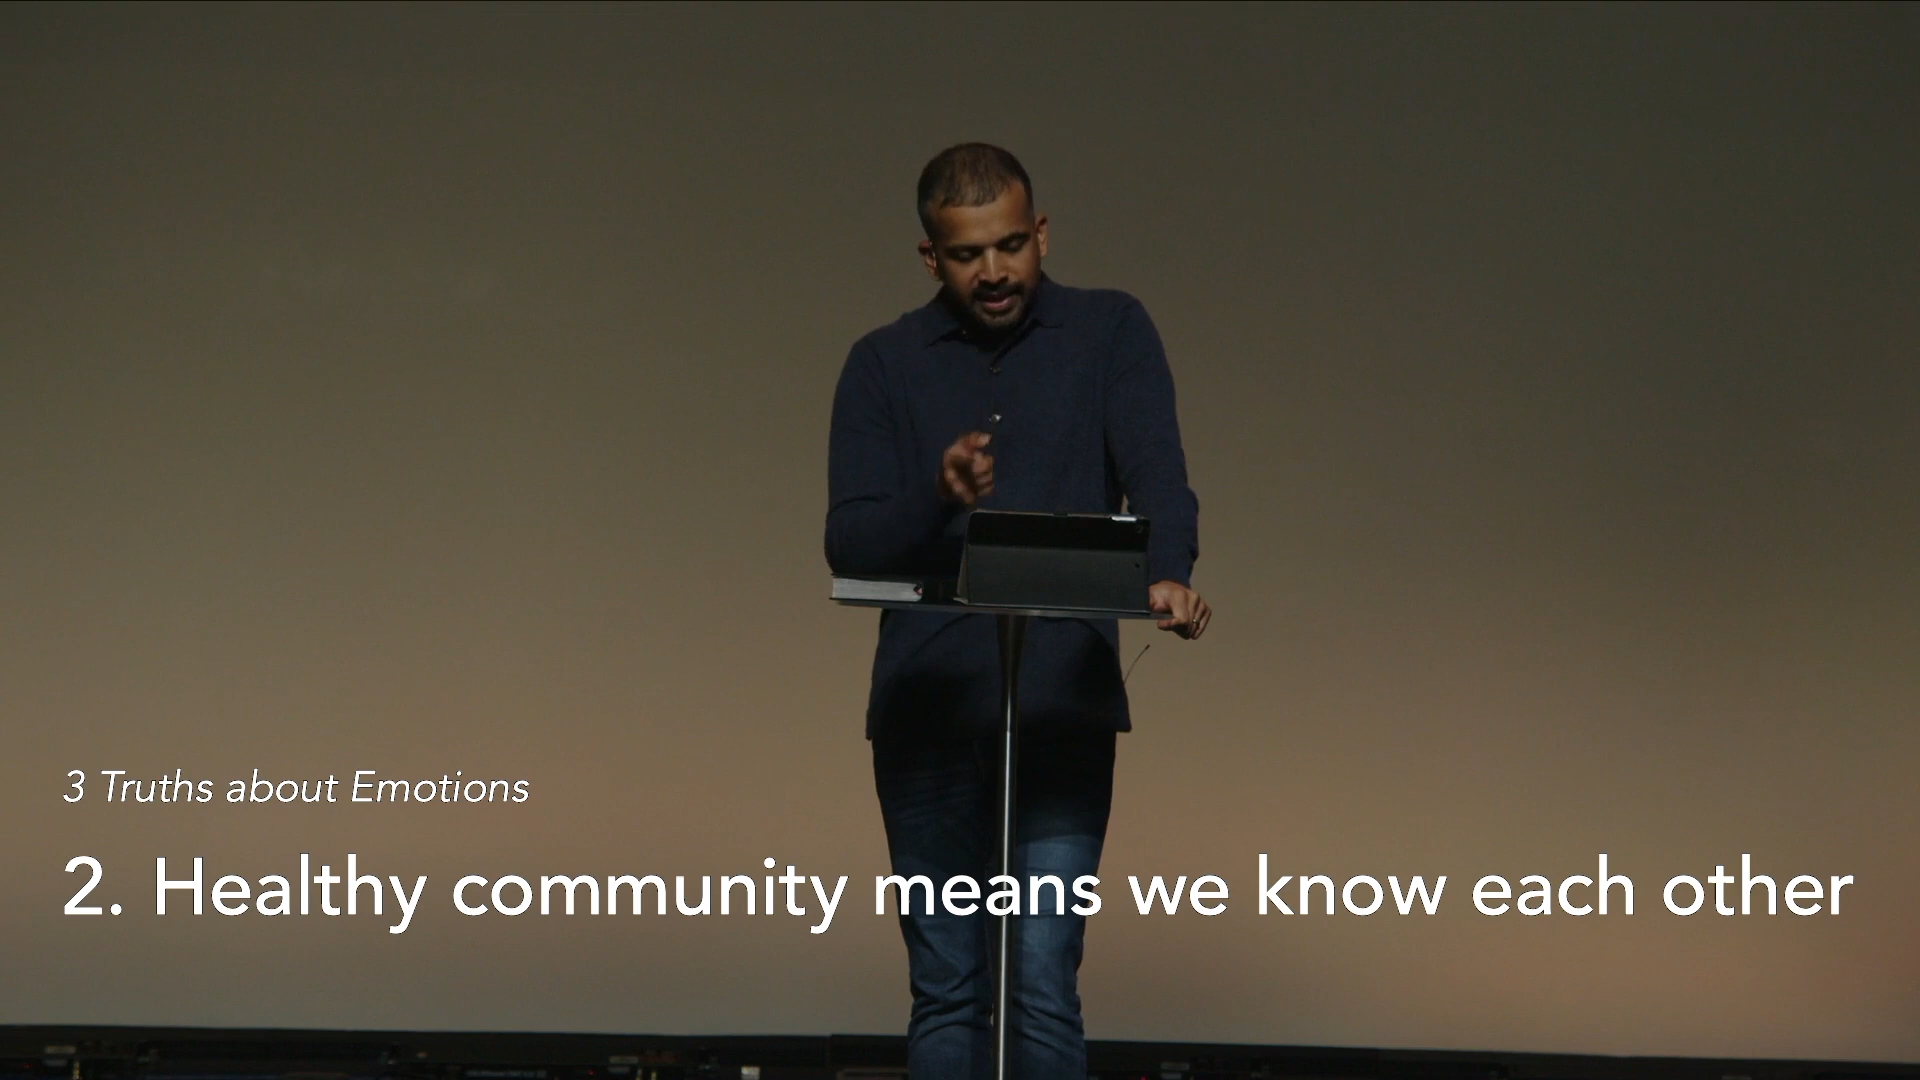 3 Truths about Emotions
2. Healthy community means we know each other